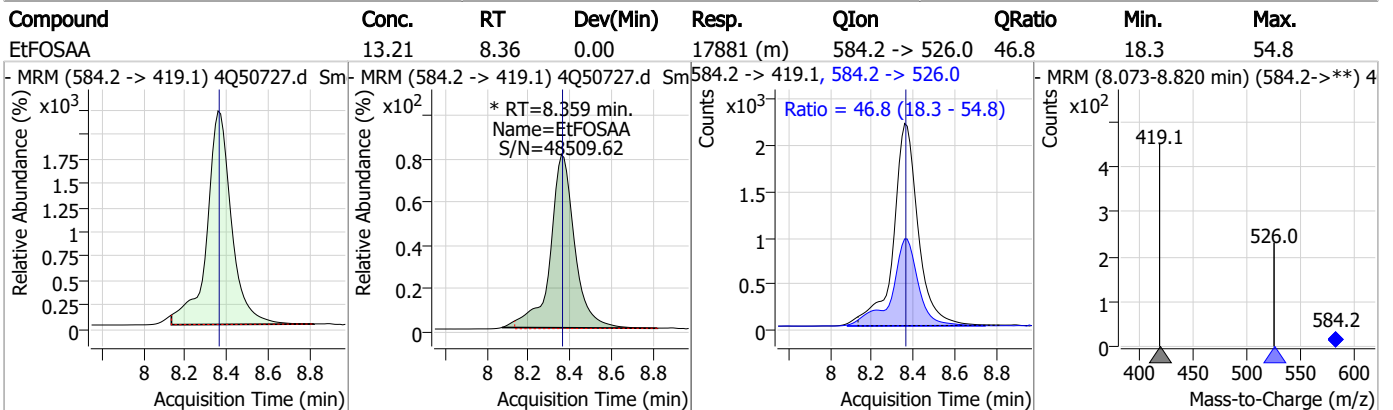 Compound Conc. RT Dev(Min) Resp. QIon QRatio Min. Max.
EtFOSAA 13.21 8.36 0.00 17881 (m) 584.2 -> 526.0 46.8 18.3 54.8
- MRM (584.2 -> 419.1) 4Q50727.d Sm
Relative Abundance (%)
x10³
1.75
1.5
1.25
1
0.75
0.5
0.25
0
8 8.2 8.4 8.6 8.8
Acquisition Time (min)
- MRM (584.2 -> 419.1) 4Q50727.d Sm
Relative Abundance (%)
x10²
* RT=8.359 min.
Name=EtFOSAA
S/N=48509.62
0.8
0.6
0.4
0.2
0
8 8.2 8.4 8.6 8.8
Acquisition Time (min)
584.2 -> 419.1, 584.2 -> 526.0
Counts
x10³
Ratio = 46.8 (18.3 - 54.8)
2
1.5
1
0.5
0
8 8.2 8.4 8.6 8.8
Acquisition Time (min)
- MRM (8.073-8.820 min) (584.2->**) 4
Counts
x10²
419.1
526.0
584.2
4
3
2
1
0
400 450 500 550 600
Mass-to-Charge (m/z)